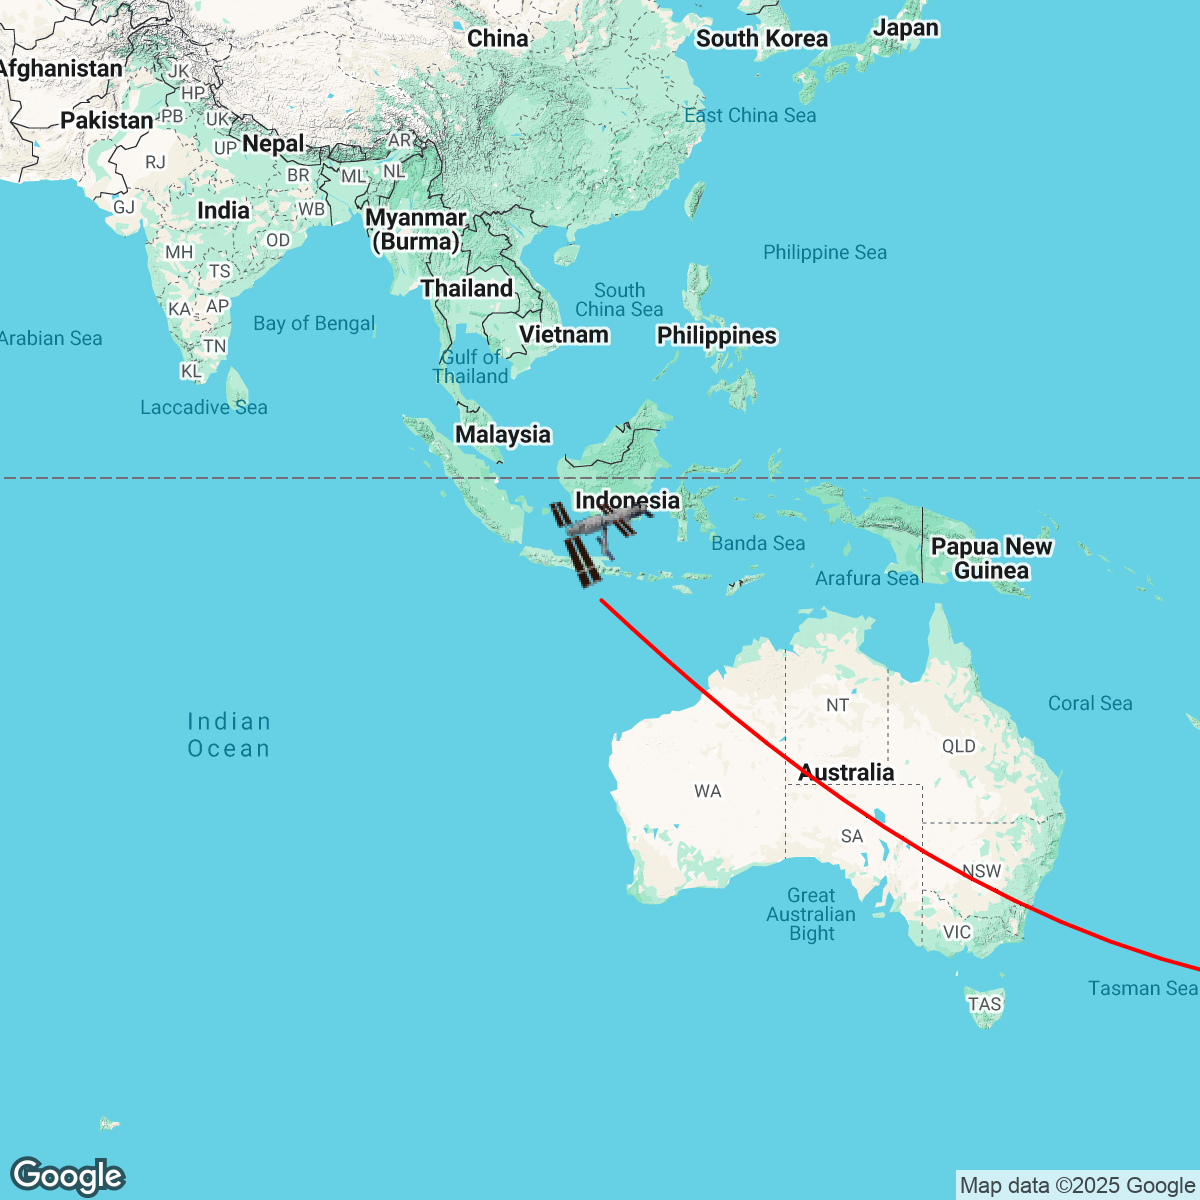 China
South Korea
Japan
Afghanistan
JK
HP
Pakistan
PB
UK
East China Sea
Nepal
AR
UP
RJ
BR
ML
NL
GJ
India
WB
Myanmar
(Burma)
OD
MH
TS
Philippine Sea
Thailand
South
China Sea
KA
AP
Bay of Bengal
Arabian Sea
TN
Vietnam
Philippines
Gulf of
Thailand
KL
Laccadive Sea
Malaysia
Indonesia
Banda Sea
Papua New
Guinea
Arafura Sea
NT
Coral Sea
Indian
Ocean
QLD
Australia
WA
SA
NSW
Great
Australian
Bight
VIC
Tasman Sea
TAS
Google
Map data ©2025 Google